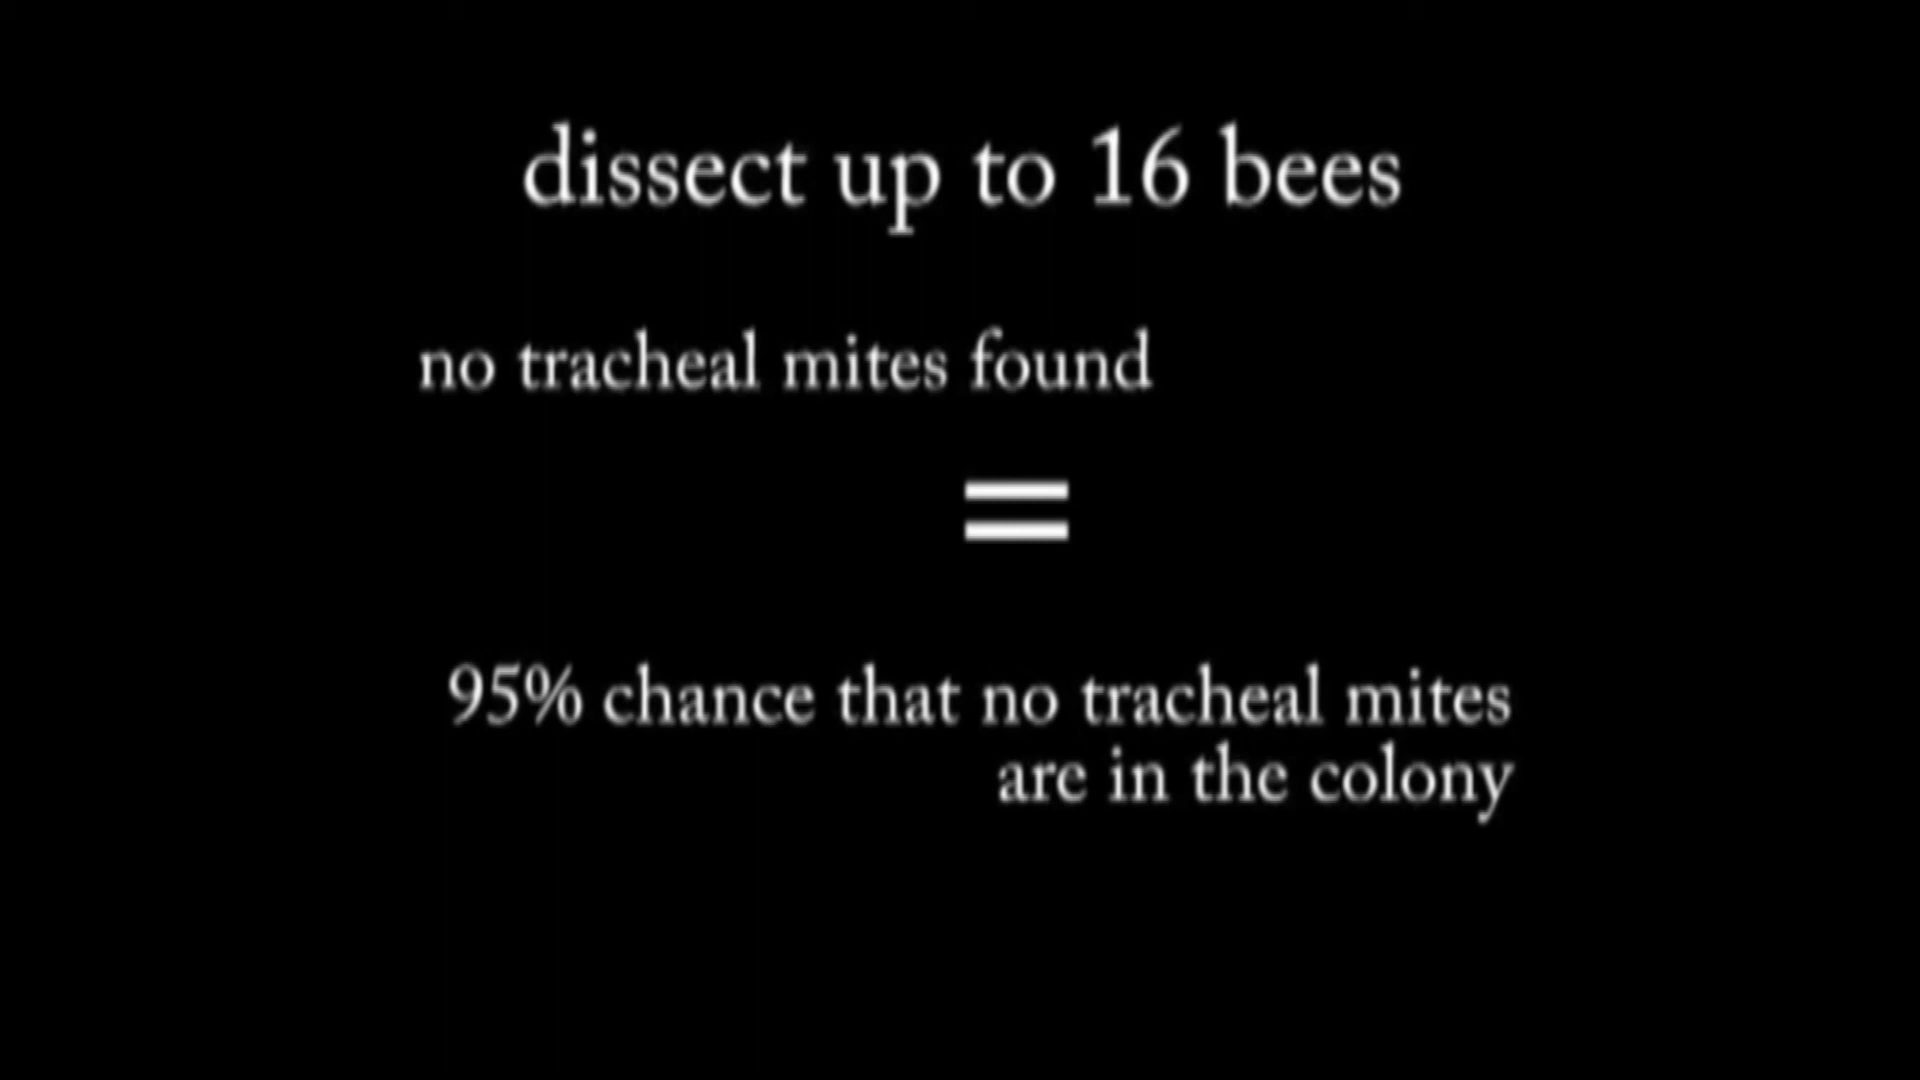 dissect up to 16 bees
no tracheal mites found
=
95% chance that no tracheal mites
are in the colony